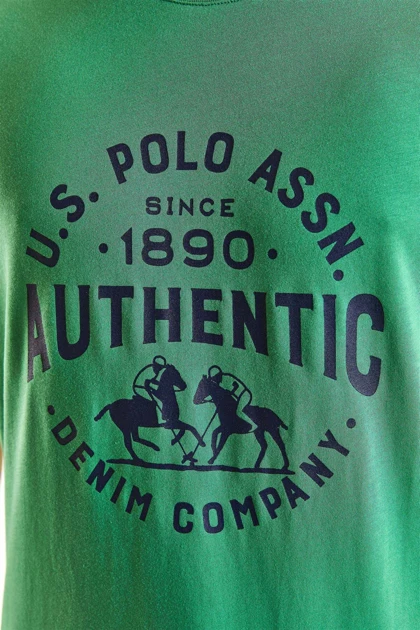 U.S. POLO ASSN.
SINCE
·1890·
AUTHENTIC
·DENIM COMPANY·